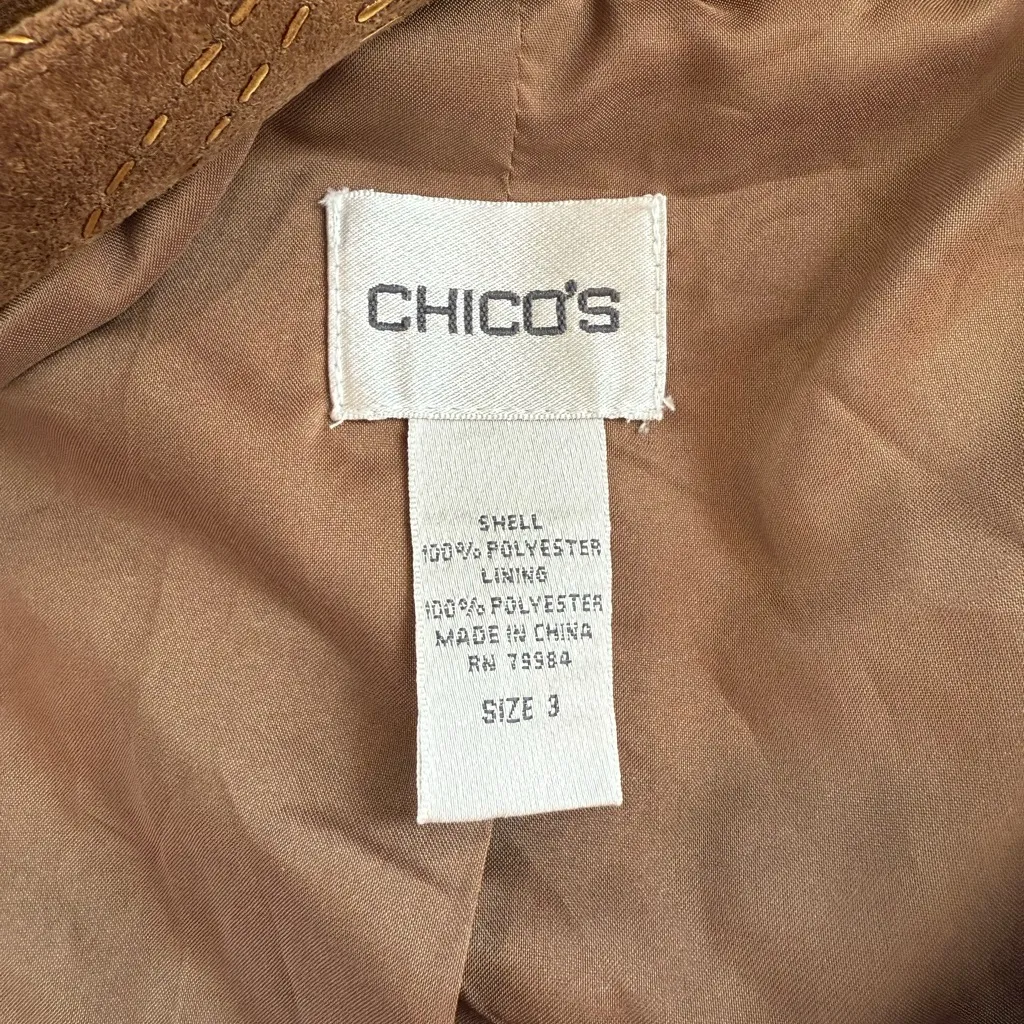 CHICO'S
SHELL
100% POLYESTER
LINING
100% POLYESTER
MADE IN CHINA
RN 79984
SIZE 3